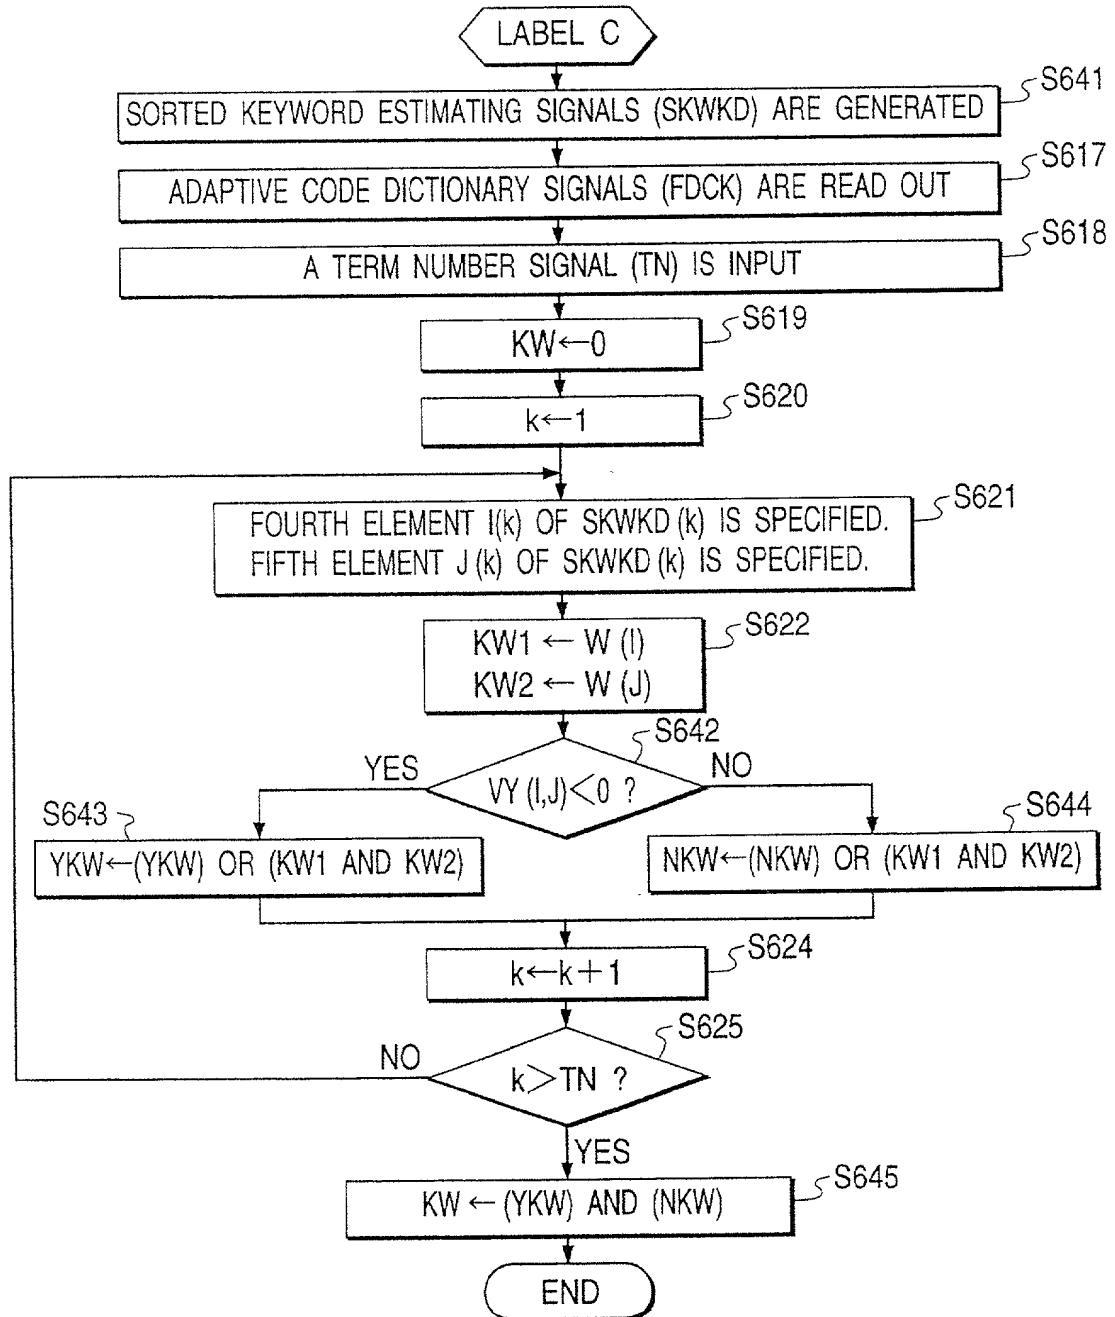 LABEL C
S641
SORTED KEYWORD ESTIMATING SIGNALS (SKWKD) ARE GENERATED
S617
ADAPTIVE CODE DICTIONARY SIGNALS (FDCK) ARE READ OUT
S618
A TERM NUMBER SIGNAL (TN) IS INPUT
S619
KW←0
S620
k←1
S621
FOURTH ELEMENT I(k) OF SKWKD (k) IS SPECIFIED.
FIFTH ELEMENT J (k) OF SKWKD (k) IS SPECIFIED.
S622
KW1 ← W (I)
KW2 ← W (J)
S642
YES
NO
VY (I,J)<0 ?
S643
S644
YKW←(YKW) OR (KW1 AND KW2)
NKW←(NKW) OR (KW1 AND KW2)
S624
k←k+1
S625
NO
k>TN ?
YES
S645
KW ← (YKW) AND (NKW)
END